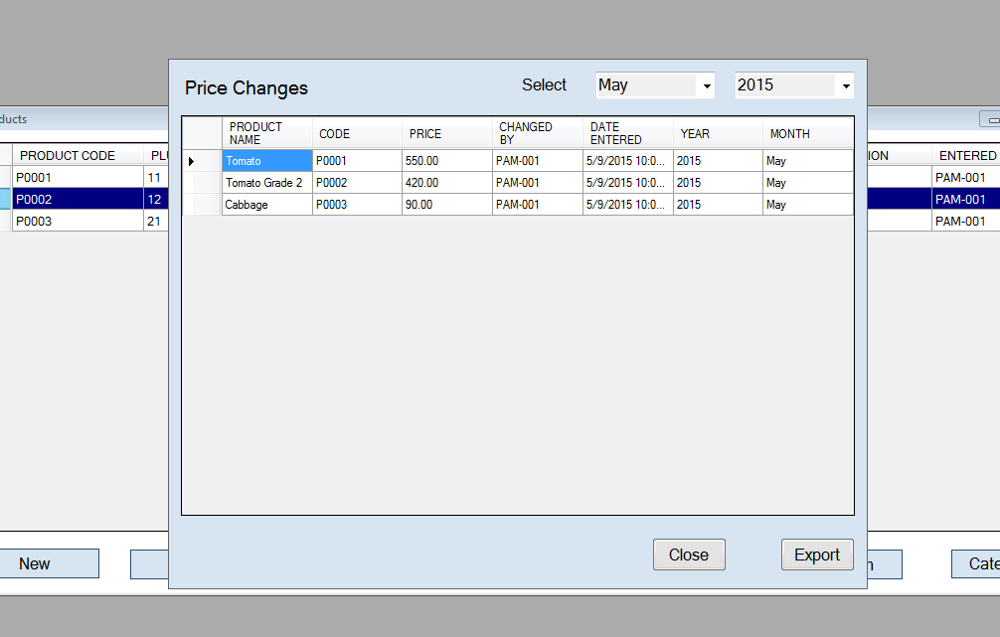 Price Changes
Select
May
2015
PRODUCT NAME CODE PRICE CHANGED BY DATE ENTERED YEAR MONTH
Tomato P0001 550.00 PAM-001 5/9/2015 10:0... 2015 May
Tomato Grade 2 P0002 420.00 PAM-001 5/9/2015 10:0... 2015 May
Cabbage P0003 90.00 PAM-001 5/9/2015 10:0... 2015 May
Close
Export
ducts
PRODUCT CODE PLU ION ENTERED
P0001 11 PAM-001
P0002 12 PAM-001
P0003 21 PAM-001
New
Cate